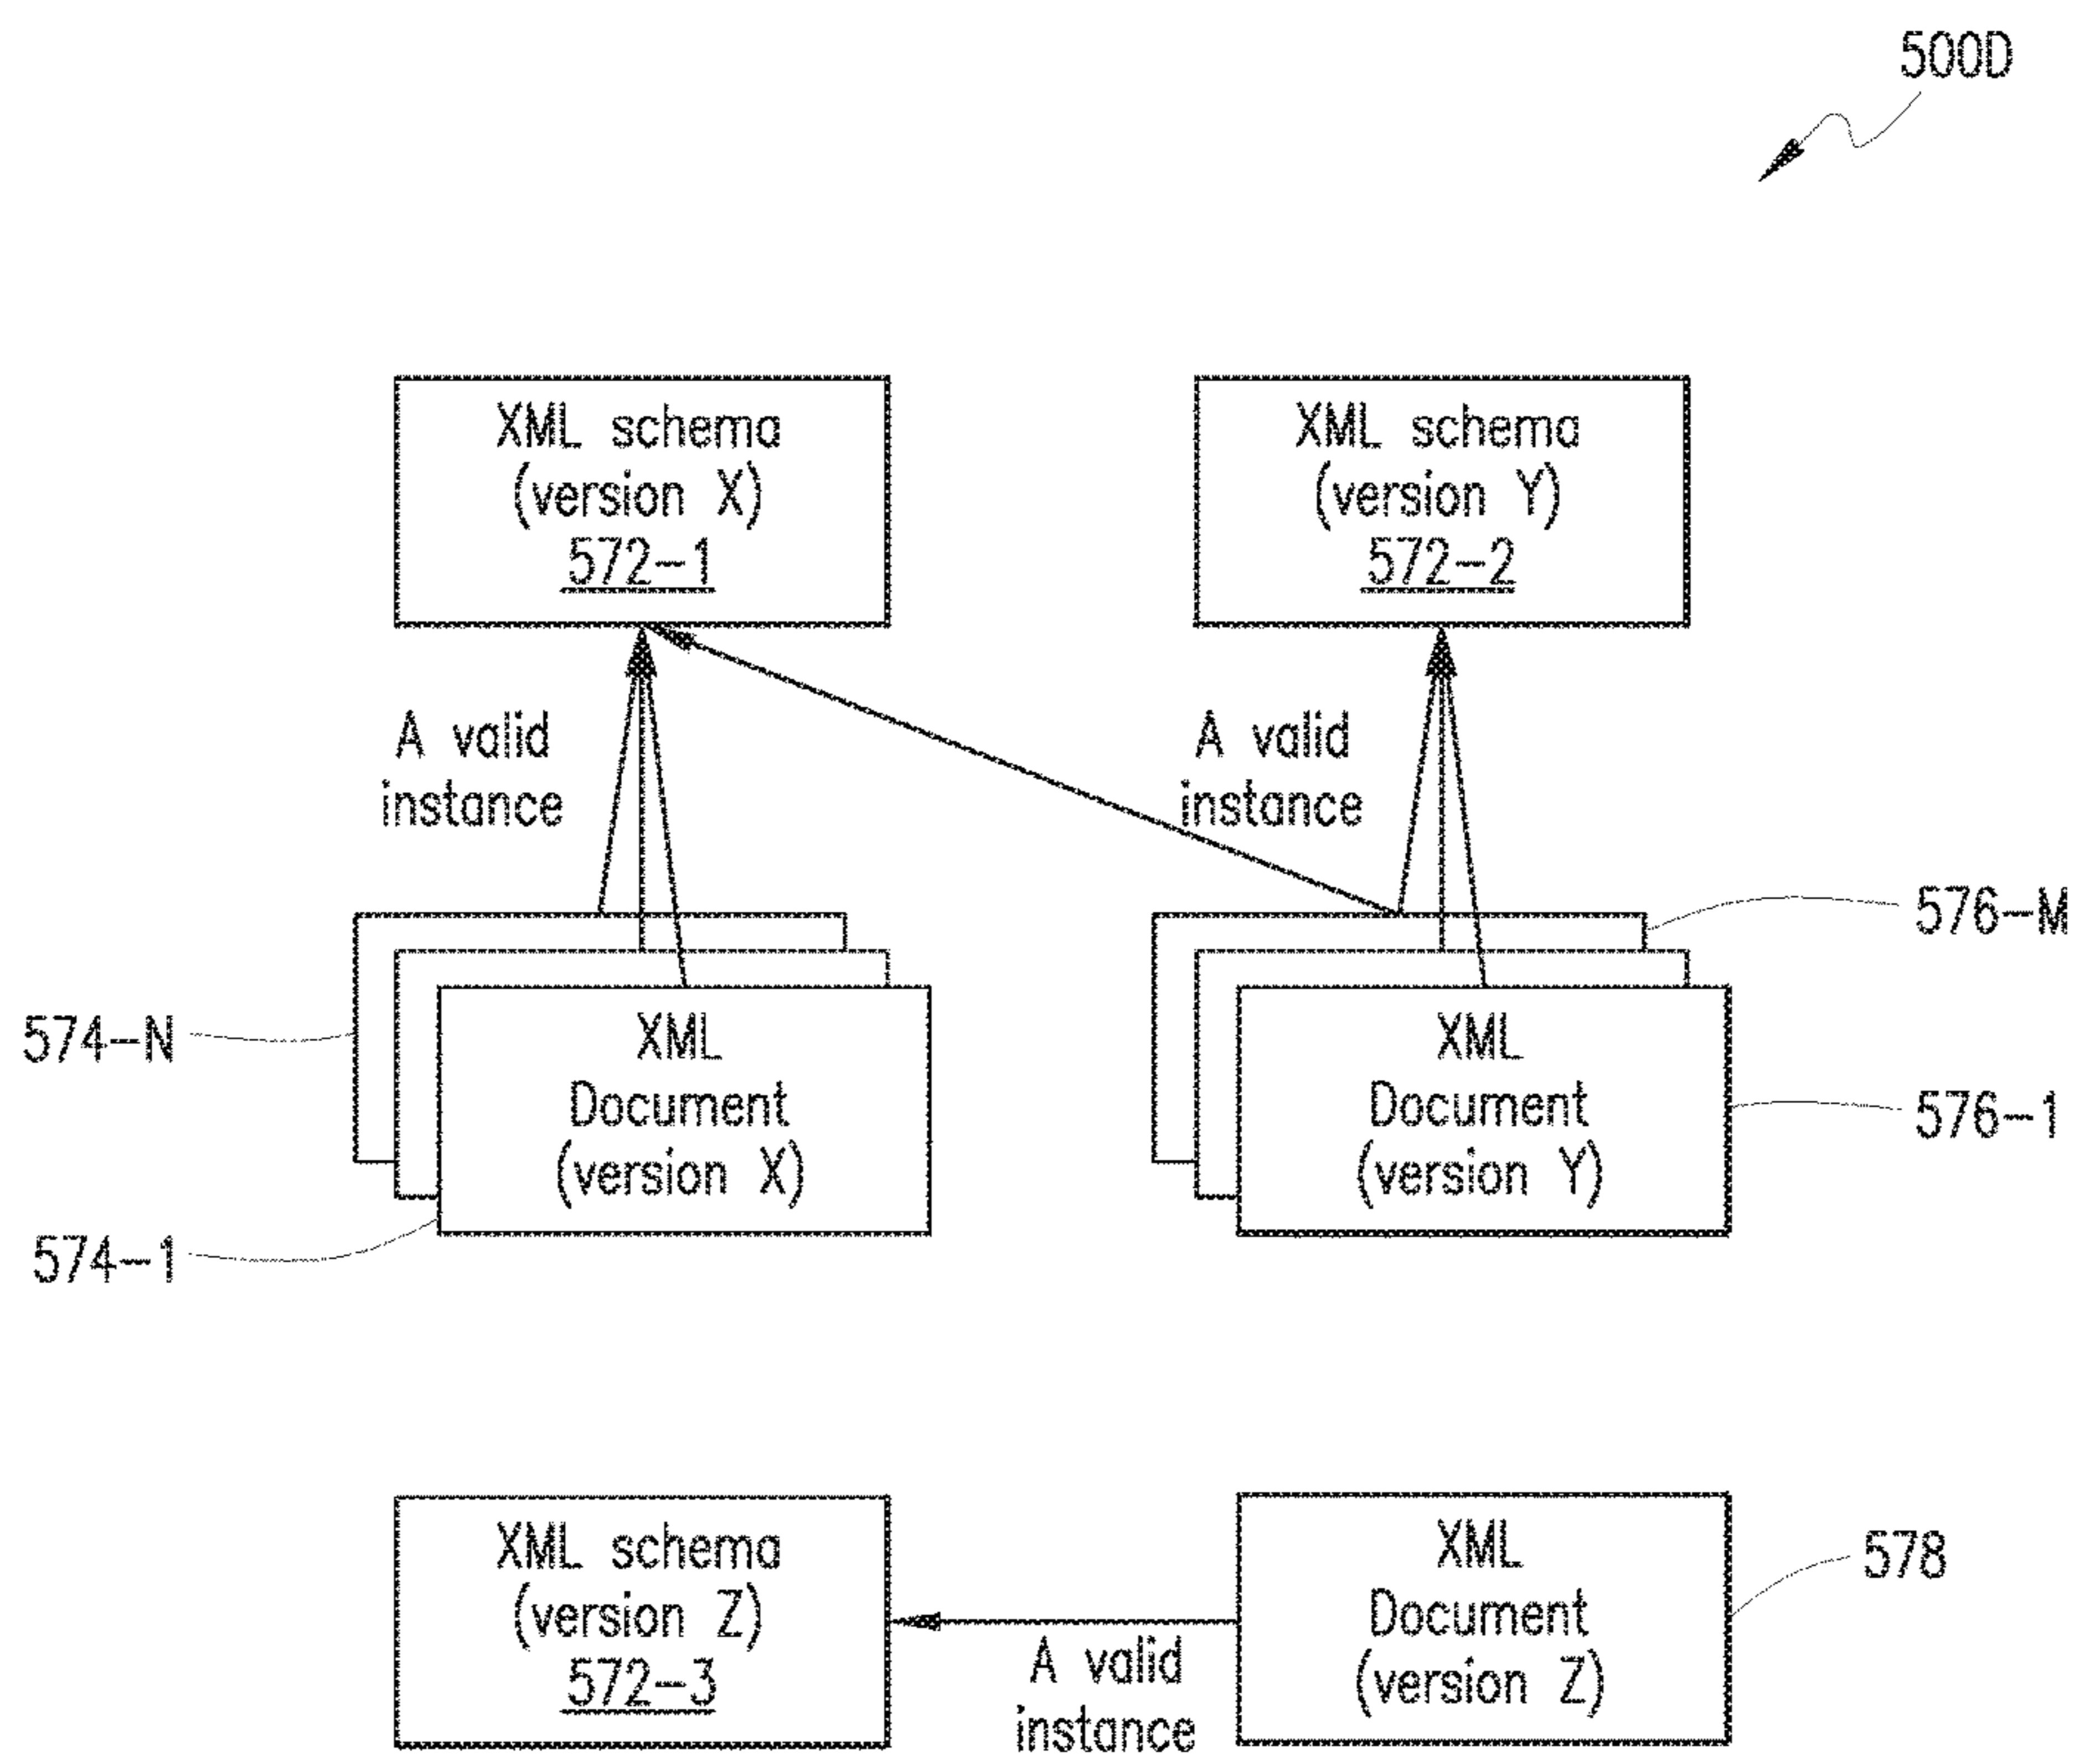 500D
XML schema
(version X)
572-1
XML schema
(version Y)
572-2
A valid
instance
A valid
instance
576-M
574-N
XML
Document
(version X)
XML
Document
(version Y)
576-1
574-1
XML schema
(version Z)
572-3
A valid
instance
XML
Document
(version Z)
578